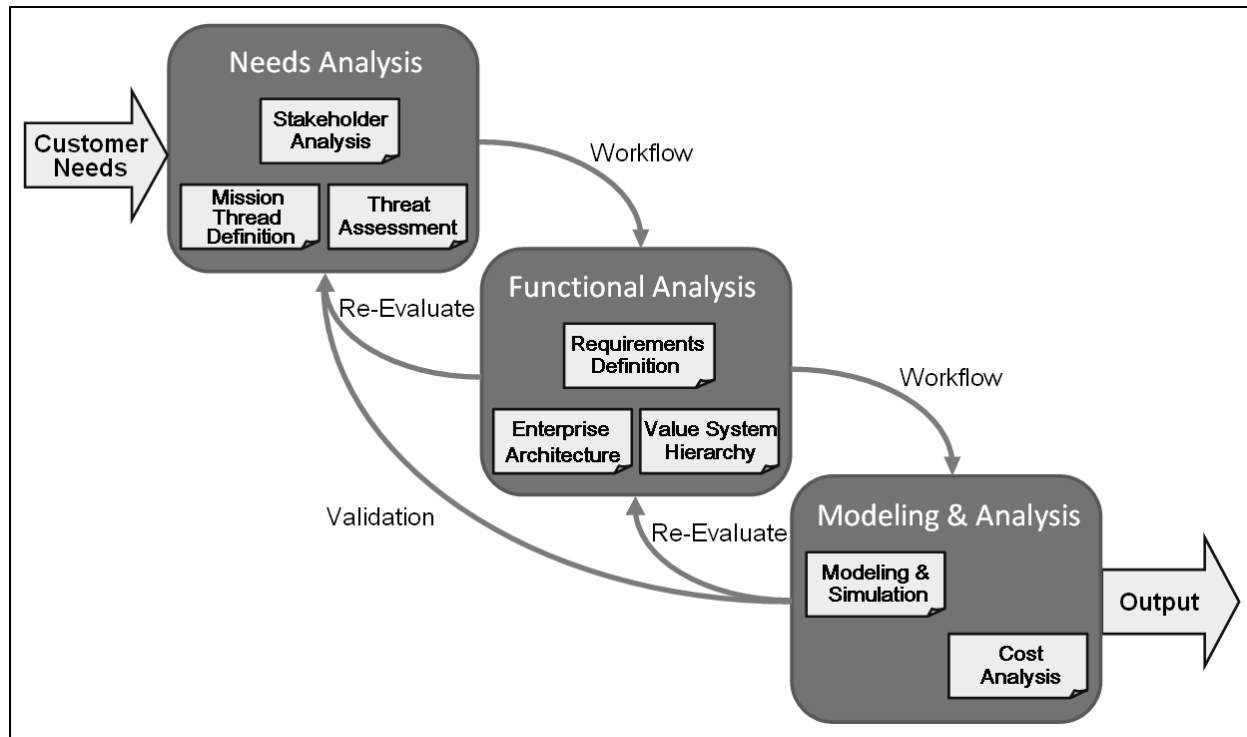 Needs Analysis
Stakeholder
Analysis
Customer
Needs
Workflow
Mission
Thread
Definition
Threat
Assessment
Functional Analysis
Re-Evaluate
Requirements
Definition
Workflow
Enterprise
Architecture
Value System
Hierarchy
Modeling & Analysis
Validation
Re-Evaluate
Modeling &
Simulation
Output
Cost
Analysis